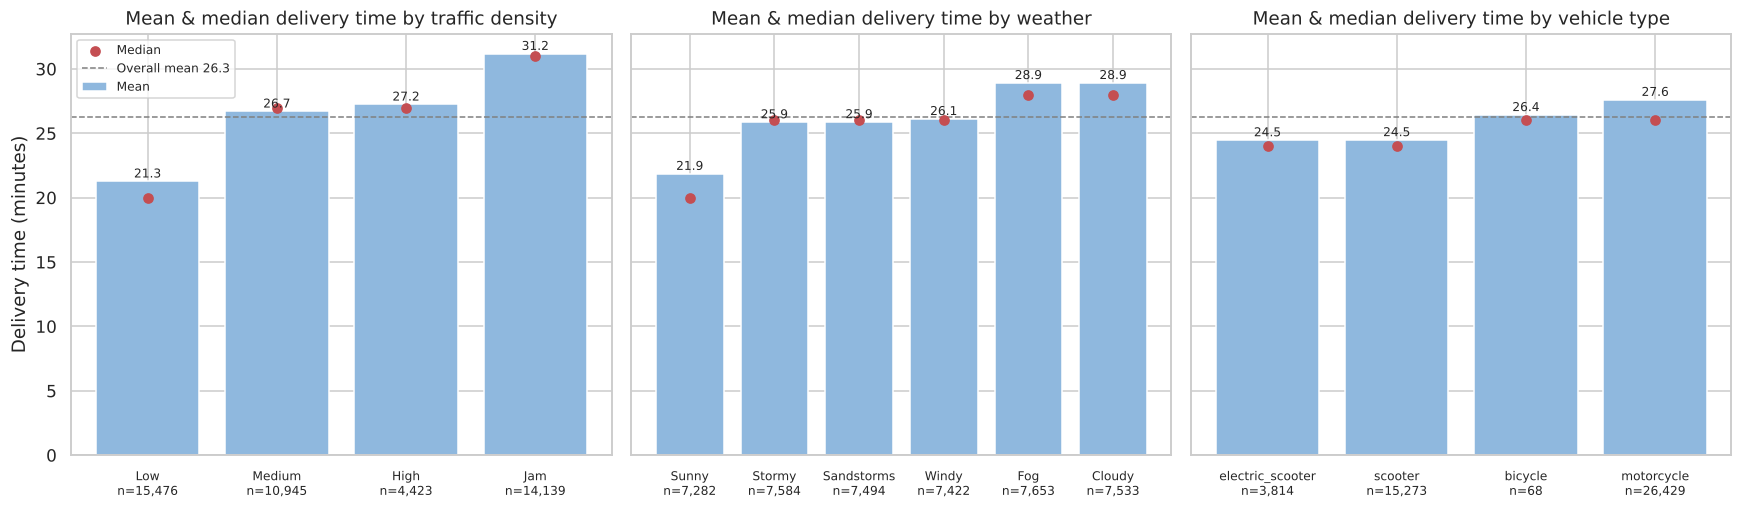 Mean & median delivery time by traffic density
Mean & median delivery time by weather
Mean & median delivery time by vehicle type
Delivery time (minutes)
30
25
20
15
10
5
0
Median
Overall mean 26.3
Mean
21.3
26.7
27.2
31.2
Low
n=15,476
Medium
n=10,945
High
n=4,423
Jam
n=14,139
21.9
25.9
25.9
26.1
28.9
28.9
Sunny
n=7,282
Stormy
n=7,584
Sandstorms
n=7,494
Windy
n=7,422
Fog
n=7,653
Cloudy
n=7,533
24.5
24.5
26.4
27.6
electric_scooter
n=3,814
scooter
n=15,273
bicycle
n=68
motorcycle
n=26,429